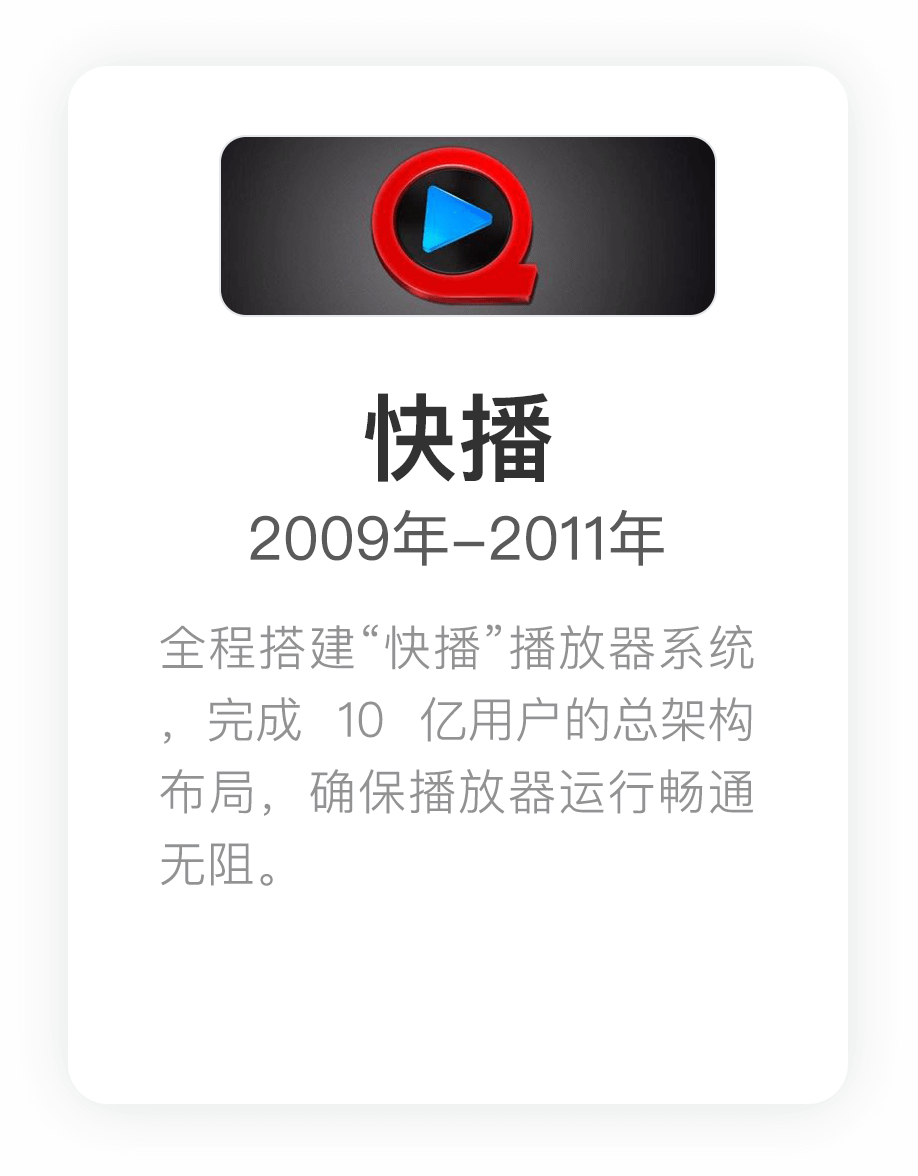 快播
2009年-2011年
全程搭建“快播”播放器系统
，完成 10 亿用户的总架构
布局，确保播放器运行畅通
无阻。